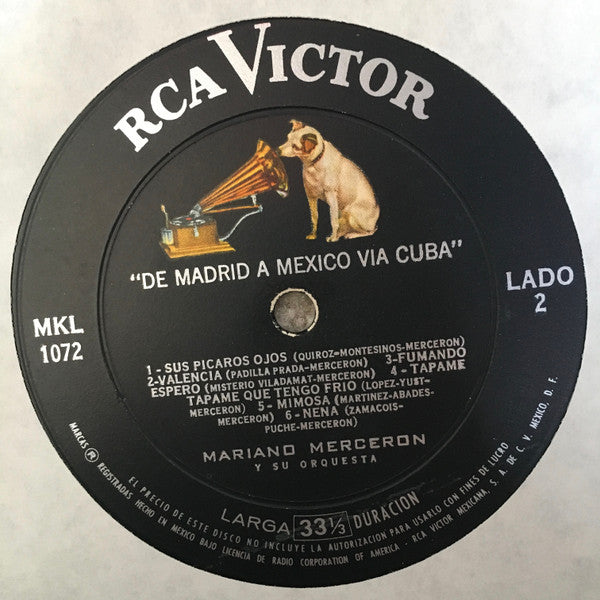 RCA VICTOR
"DE MADRID A MEXICO VIA CUBA"
MKL
1072
LADO
2
1 - SUS PICAROS OJOS (QUIROZ-MONTESINOS-MERCERON)
2-VALENCIA (PADILLA PRADA-MERCERON) 3-FUMANDO
ESPERO (MISTERIO VILADAMAT-MERCERON) 4 - TAPAME
TAPAME QUE TENGO FRIO (LOPEZ-YUST-
MERCERON) 5 - MIMOSA (MARTINEZ-ABADES-
MERCERON) 6 - NENA (ZAMACOIS-
PUCHE-MERCERON)
MARIANO MERCERON
Y SU ORQUESTA
LARGA 33 1/3 DURACION
MARCAS ® REGISTRADAS
EL PRECIO DE ESTE DISCO NO INCLUYE LA AUTORIZACION PARA USARLO CON FINES DE LUCRO
HECHO EN MEXICO BAJO LICENCIA DE RADIO CORPORATION OF AMERICA - RCA VICTOR MEXICANA, S. A. DE C. V. MEXICO, D. F.